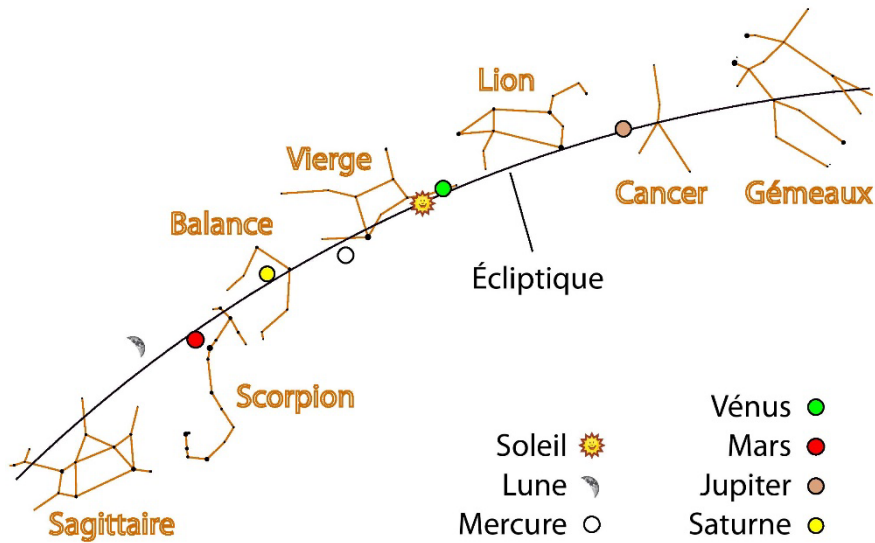 Lion
Vierge
Cancer
Gémeaux
Balance
Écliptique
Scorpion
Sagittaire
Soleil
Lune
Mercure
Vénus
Mars
Jupiter
Saturne